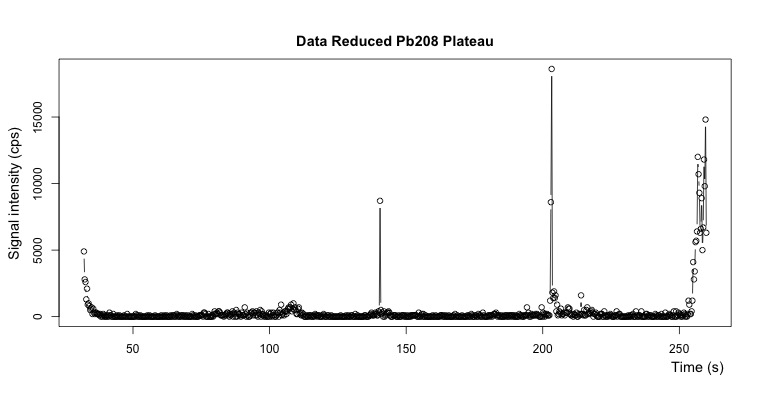 Data Reduced Pb208 Plateau
Signal intensity (cps)
15000
10000
5000
0
50 100 150 200 250
Time (s)